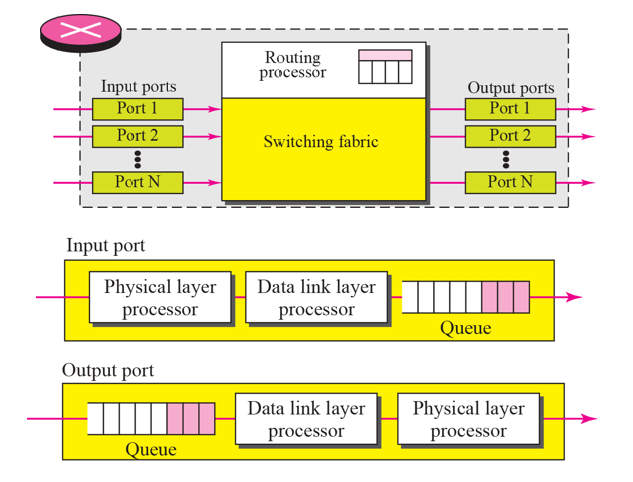 Routing
processor
Input ports
Output ports
Port 1
Port 1
Port 2
Port 2
Switching fabric
Port N
Port N
Input port
Physical layer
processor
Data link layer
processor
Queue
Output port
Queue
Data link layer
processor
Physical layer
processor